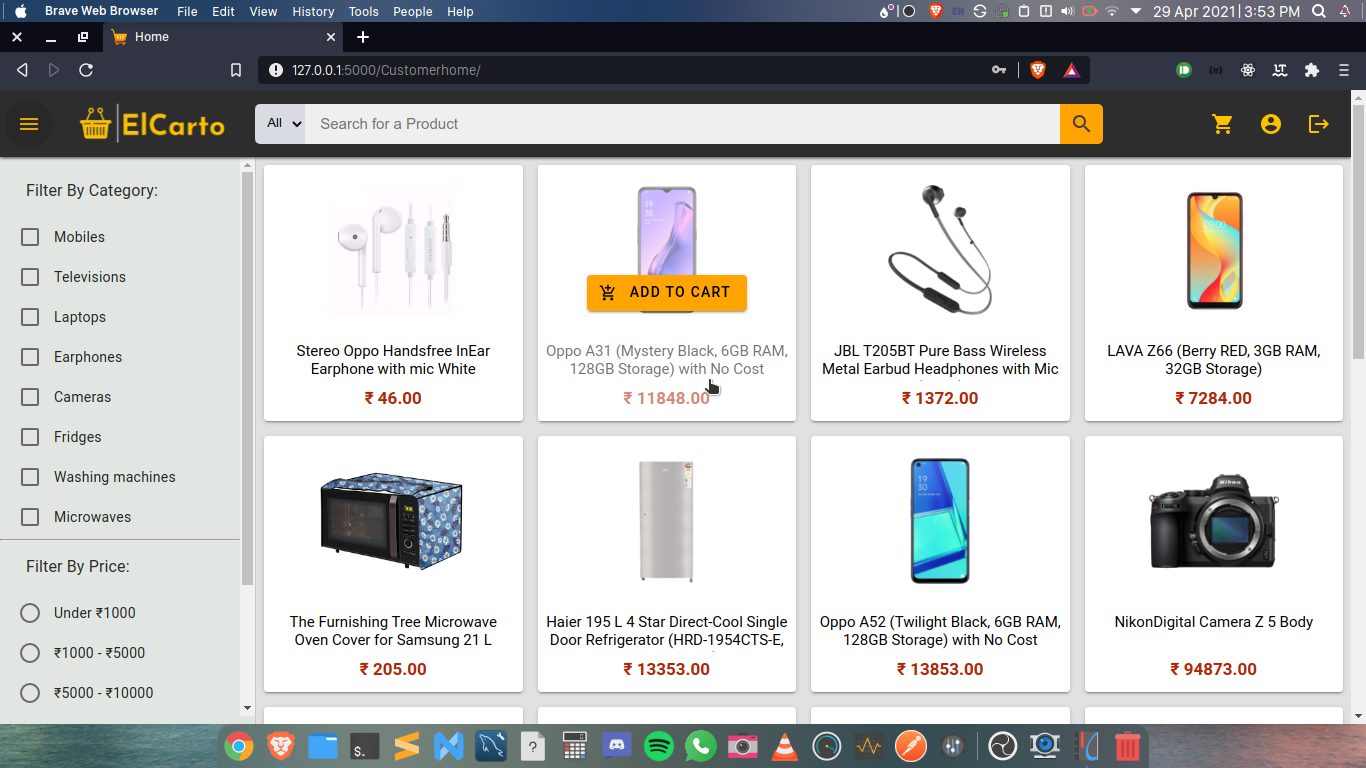 Brave Web Browser File Edit View History Tools People Help EN 29 Apr 2021 | 3:53 PM
Home
127.0.0.1:5000/Customerhome/
ElCarto All Search for a Product
Filter By Category:
Mobiles
Televisions
Laptops
Earphones
Cameras
Fridges
Washing machines
Microwaves
Filter By Price:
Under ₹1000
₹1000 - ₹5000
₹5000 - ₹10000
Stereo Oppo Handsfree InEar
Earphone with mic White
₹ 46.00
19
30
ADD TO CART
Oppo A31 (Mystery Black, 6GB RAM,
128GB Storage) with No Cost
₹ 11848.00
JBL T205BT Pure Bass Wireless
Metal Earbud Headphones with Mic
₹ 1372.00
LAVA Z66 (Berry RED, 3GB RAM,
32GB Storage)
₹ 7284.00
The Furnishing Tree Microwave
Oven Cover for Samsung 21 L
₹ 205.00
Haier 195 L 4 Star Direct-Cool Single
Door Refrigerator (HRD-1954CTS-E,
₹ 13353.00
19
30
Oppo A52 (Twilight Black, 6GB RAM,
128GB Storage) with No Cost
₹ 13853.00
Nikon
NikonDigital Camera Z 5 Body
₹ 94873.00
$_
?